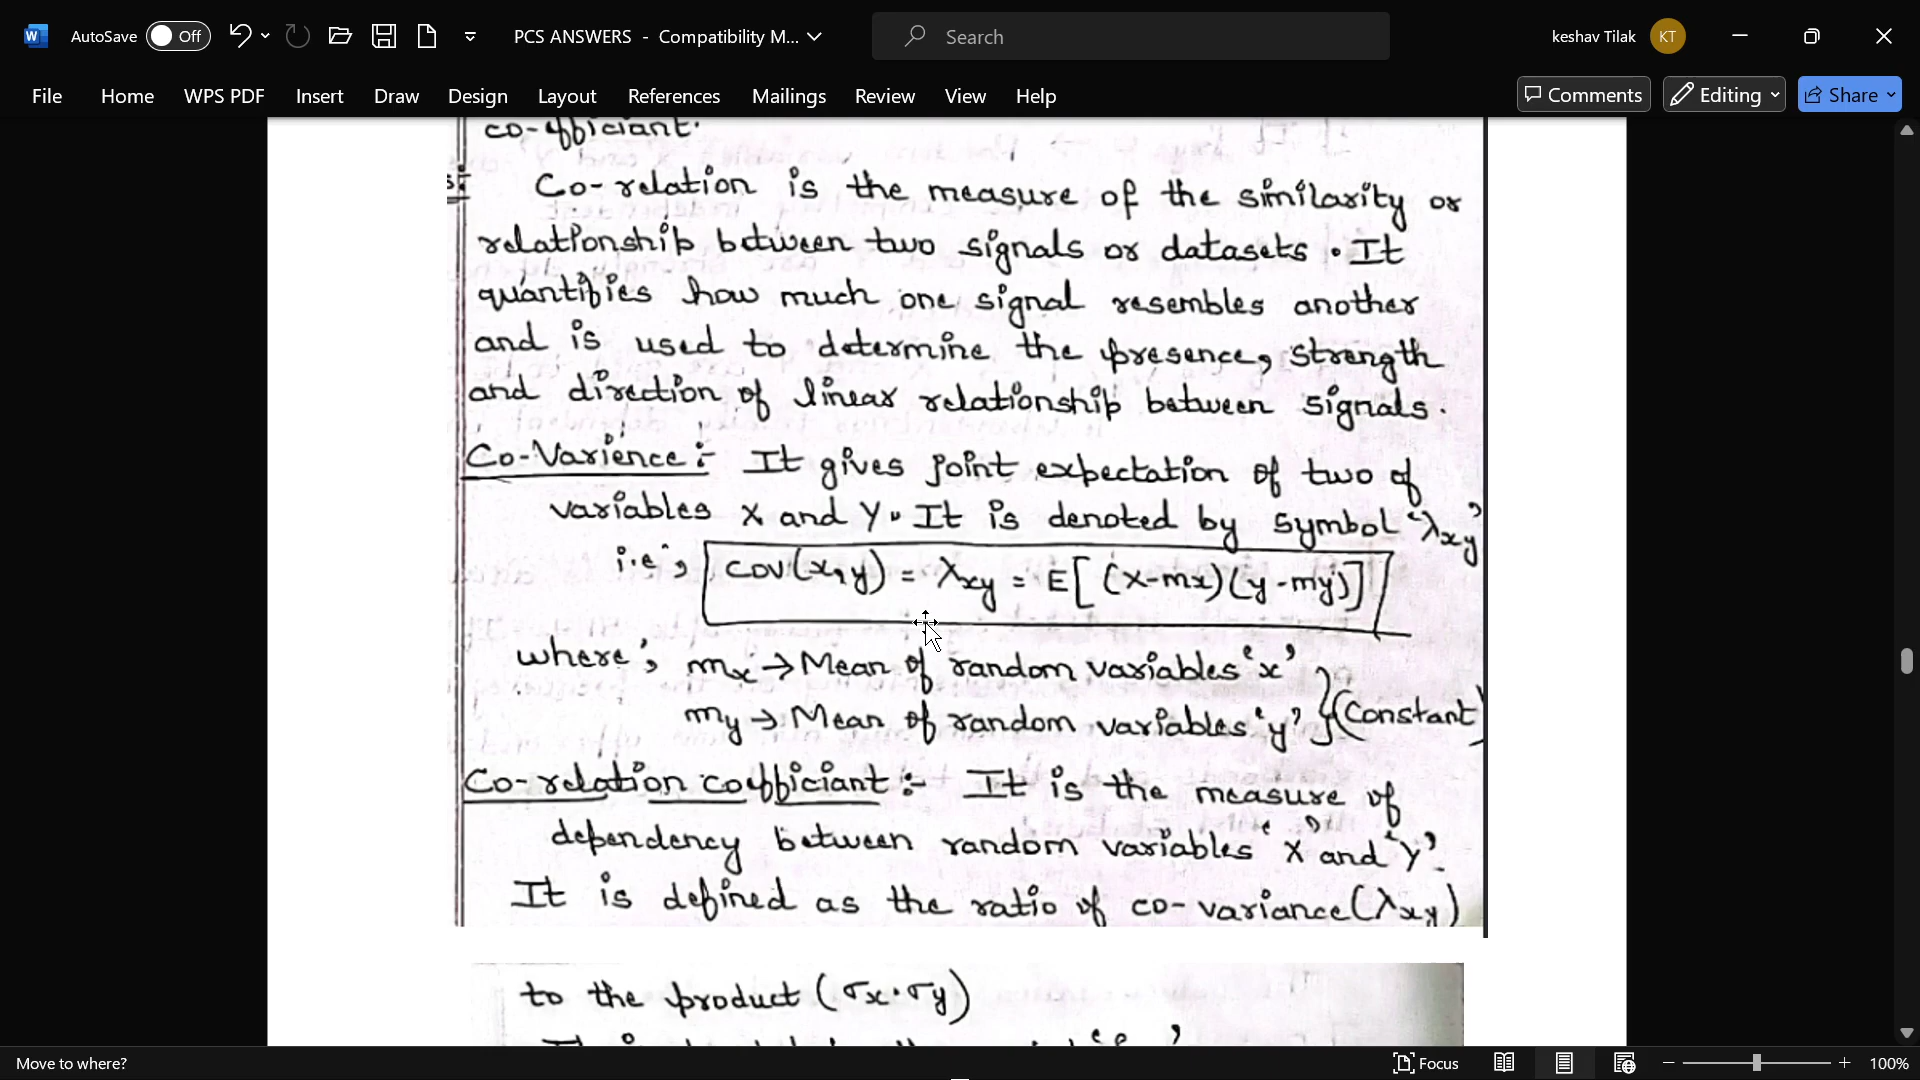 AutoSave Off PCS ANSWERS - Compatibility M... Search keshav Tilak KT
File Home WPS PDF Insert Draw Design Layout References Mailings Review View Help Comments Editing Share
co-efficiant.
s:- Co-relation is the measure of the similarity or
relationship between two signals or datasets. It
quantifies how much one signal resembles another
and is used to determine the presence, strength
and direction of linear relationship between signals.
Co-Varience :- It gives joint expectation of two of
variables X and Y. It is denoted by symbol 'λxy'
i.e, cov(x,y) = λxy = E[(x-mx)(y-my)]
where, mx → Mean of random variables 'x'
my → Mean of random variables 'y' } (Constant)
Co-relation coefficiant :- It is the measure of
dependency between random variables 'X' and 'Y'.
It is defined as the ratio of co-variance (λxy)
to the product (σx.σy)
Move to where? Focus 100%